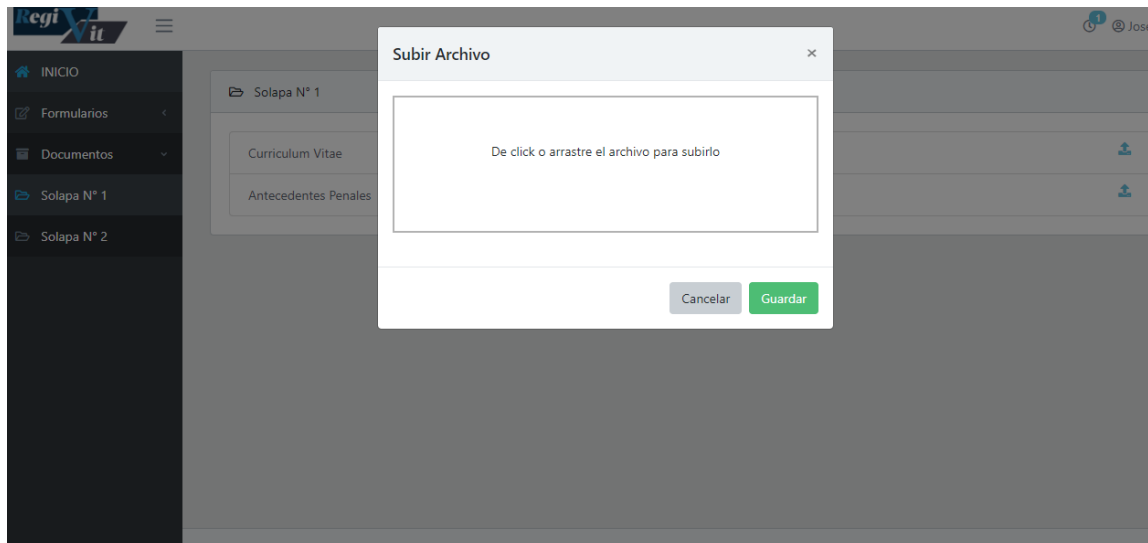 Regi
Vit
1
José
INICIO
Formularios
Documentos
Solapa N° 1
Solapa N° 2
Solapa N° 1
Curriculum Vitae
Antecedentes Penales
Subir Archivo
×
De click o arrastre el archivo para subirlo
Cancelar
Guardar